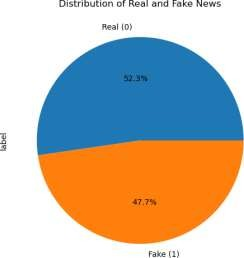 Distribution of Real and Fake News
Real (0)
52.3%
label
47.7%
Fake (1)